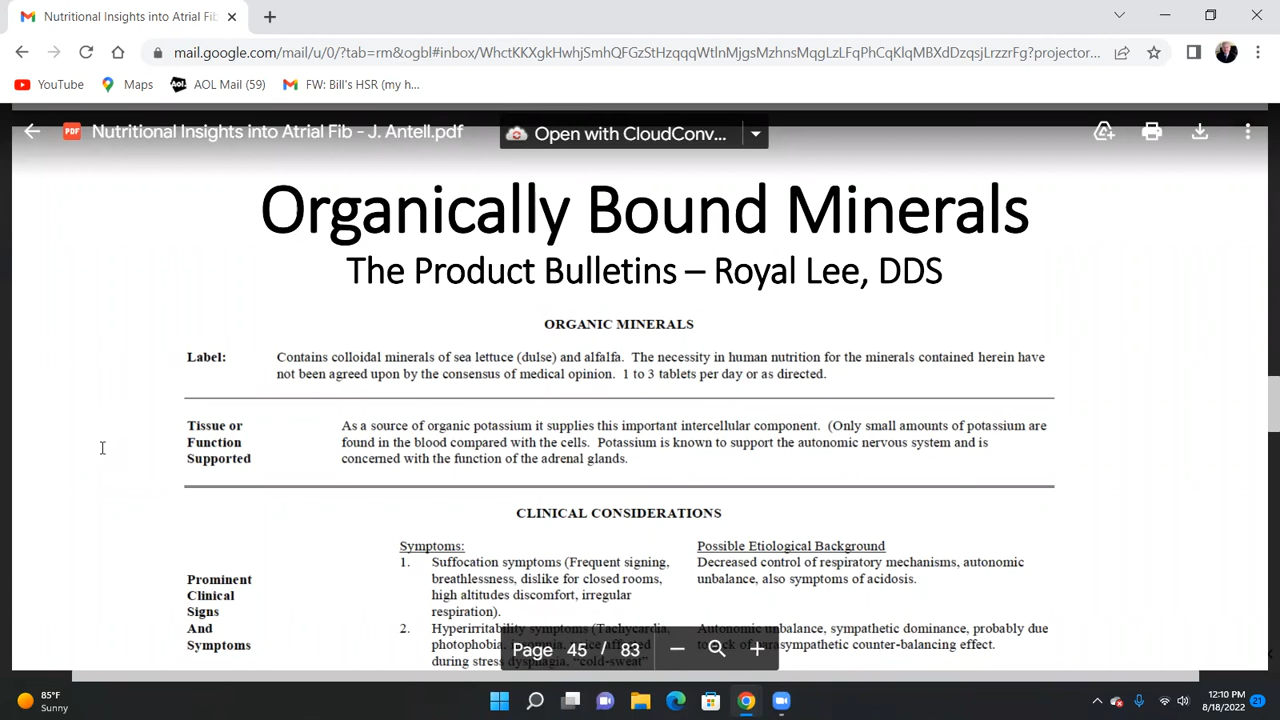 Nutritional Insights into Atrial Fib
mail.google.com/mail/u/0/?tab=rm&ogbl#inbox/WhctKKXgkHwhjSmhQFGzStHzqqqWtlnMjgsMzhnsMqgLzLFqPhCqKlqMBXdDzqsjLrzzrFg?projector...
YouTube Maps AOL Mail (59) FW: Bill's HSR (my h...
PDF Nutritional Insights into Atrial Fib - J. Antell.pdf Open with CloudConv...
Organically Bound Minerals
The Product Bulletins – Royal Lee, DDS
ORGANIC MINERALS
Label: Contains colloidal minerals of sea lettuce (dulse) and alfalfa. The necessity in human nutrition for the minerals contained herein have
not been agreed upon by the consensus of medical opinion. 1 to 3 tablets per day or as directed.
Tissue or As a source of organic potassium it supplies this important intercellular component. (Only small amounts of potassium are
Function found in the blood compared with the cells. Potassium is known to support the autonomic nervous system and is
Supported concerned with the function of the adrenal glands.
CLINICAL CONSIDERATIONS
Symptoms: Possible Etiological Background
1. Suffocation symptoms (Frequent signing, Decreased control of respiratory mechanisms, autonomic
Prominent breathlessness, dislike for closed rooms, unbalance, also symptoms of acidosis.
Clinical high altitudes discomfort, irregular
Signs respiration).
And 2. Hyperirritability symptoms (Tachycardia, Autonomic unbalance, sympathetic dominance, probably due
Symptoms photophobia, parasympathetic counter-balancing effect.
during stress dysphagia, "cold-sweat"
Page 45 / 83
85°F
Sunny
12:10 PM
8/18/2022
21